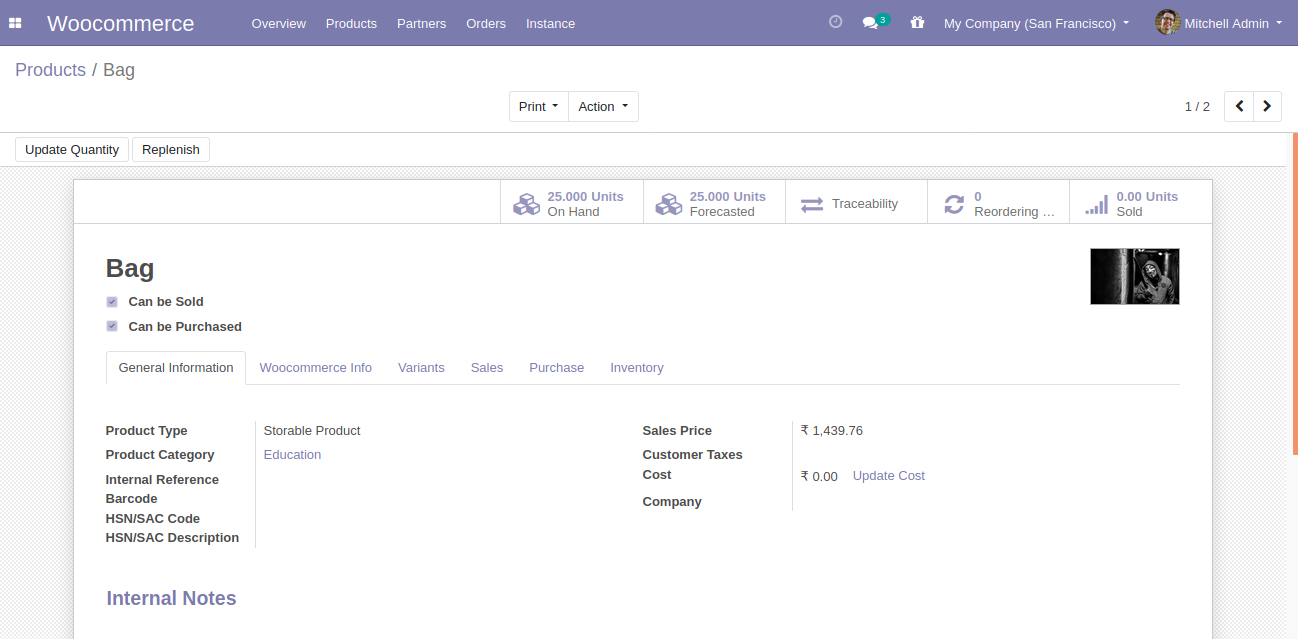 Woocommerce Overview Products Partners Orders Instance 3 My Company (San Francisco) Mitchell Admin
Products / Bag
Print Action 1 / 2
Update Quantity Replenish
25.000 Units
On Hand
25.000 Units
Forecasted
Traceability
0
Reordering ...
0.00 Units
Sold
Bag
Can be Sold
Can be Purchased
General Information Woocommerce Info Variants Sales Purchase Inventory
Product Type Storable Product
Product Category Education
Internal Reference
Barcode
HSN/SAC Code
HSN/SAC Description
Sales Price ₹ 1,439.76
Customer Taxes
Cost ₹ 0.00 Update Cost
Company
Internal Notes